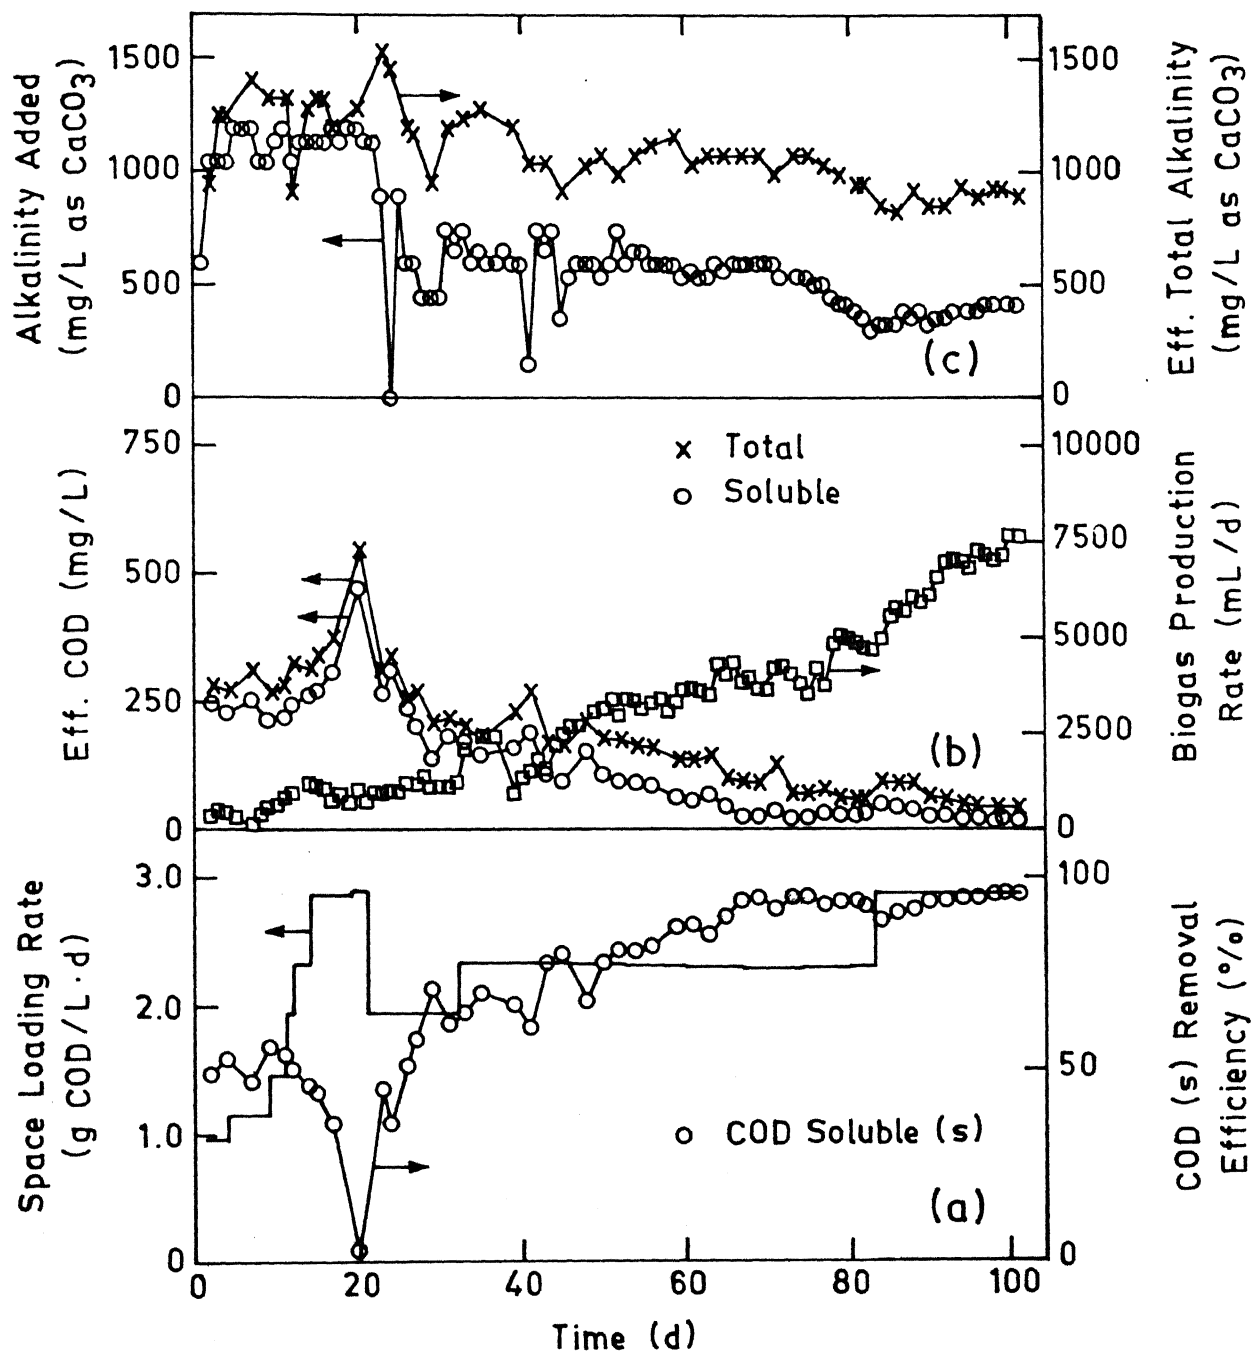 Alkalinity Added
(mg/L as CaCO3)
1500
1000
500
0
1500
1000
500
0
Eff. Total Alkalinity
(mg/L as CaCO3)
(c)
Eff. COD (mg/L)
750
500
250
0
x Total
o Soluble
10000
7500
5000
2500
0
Biogas Production
Rate (mL/d)
(b)
Space Loading Rate
(g COD/L·d)
3.0
2.0
1.0
0
100
50
0
COD (s) Removal
Efficiency (%)
o COD Soluble (s)
(a)
0 20 40 60 80 100
Time (d)